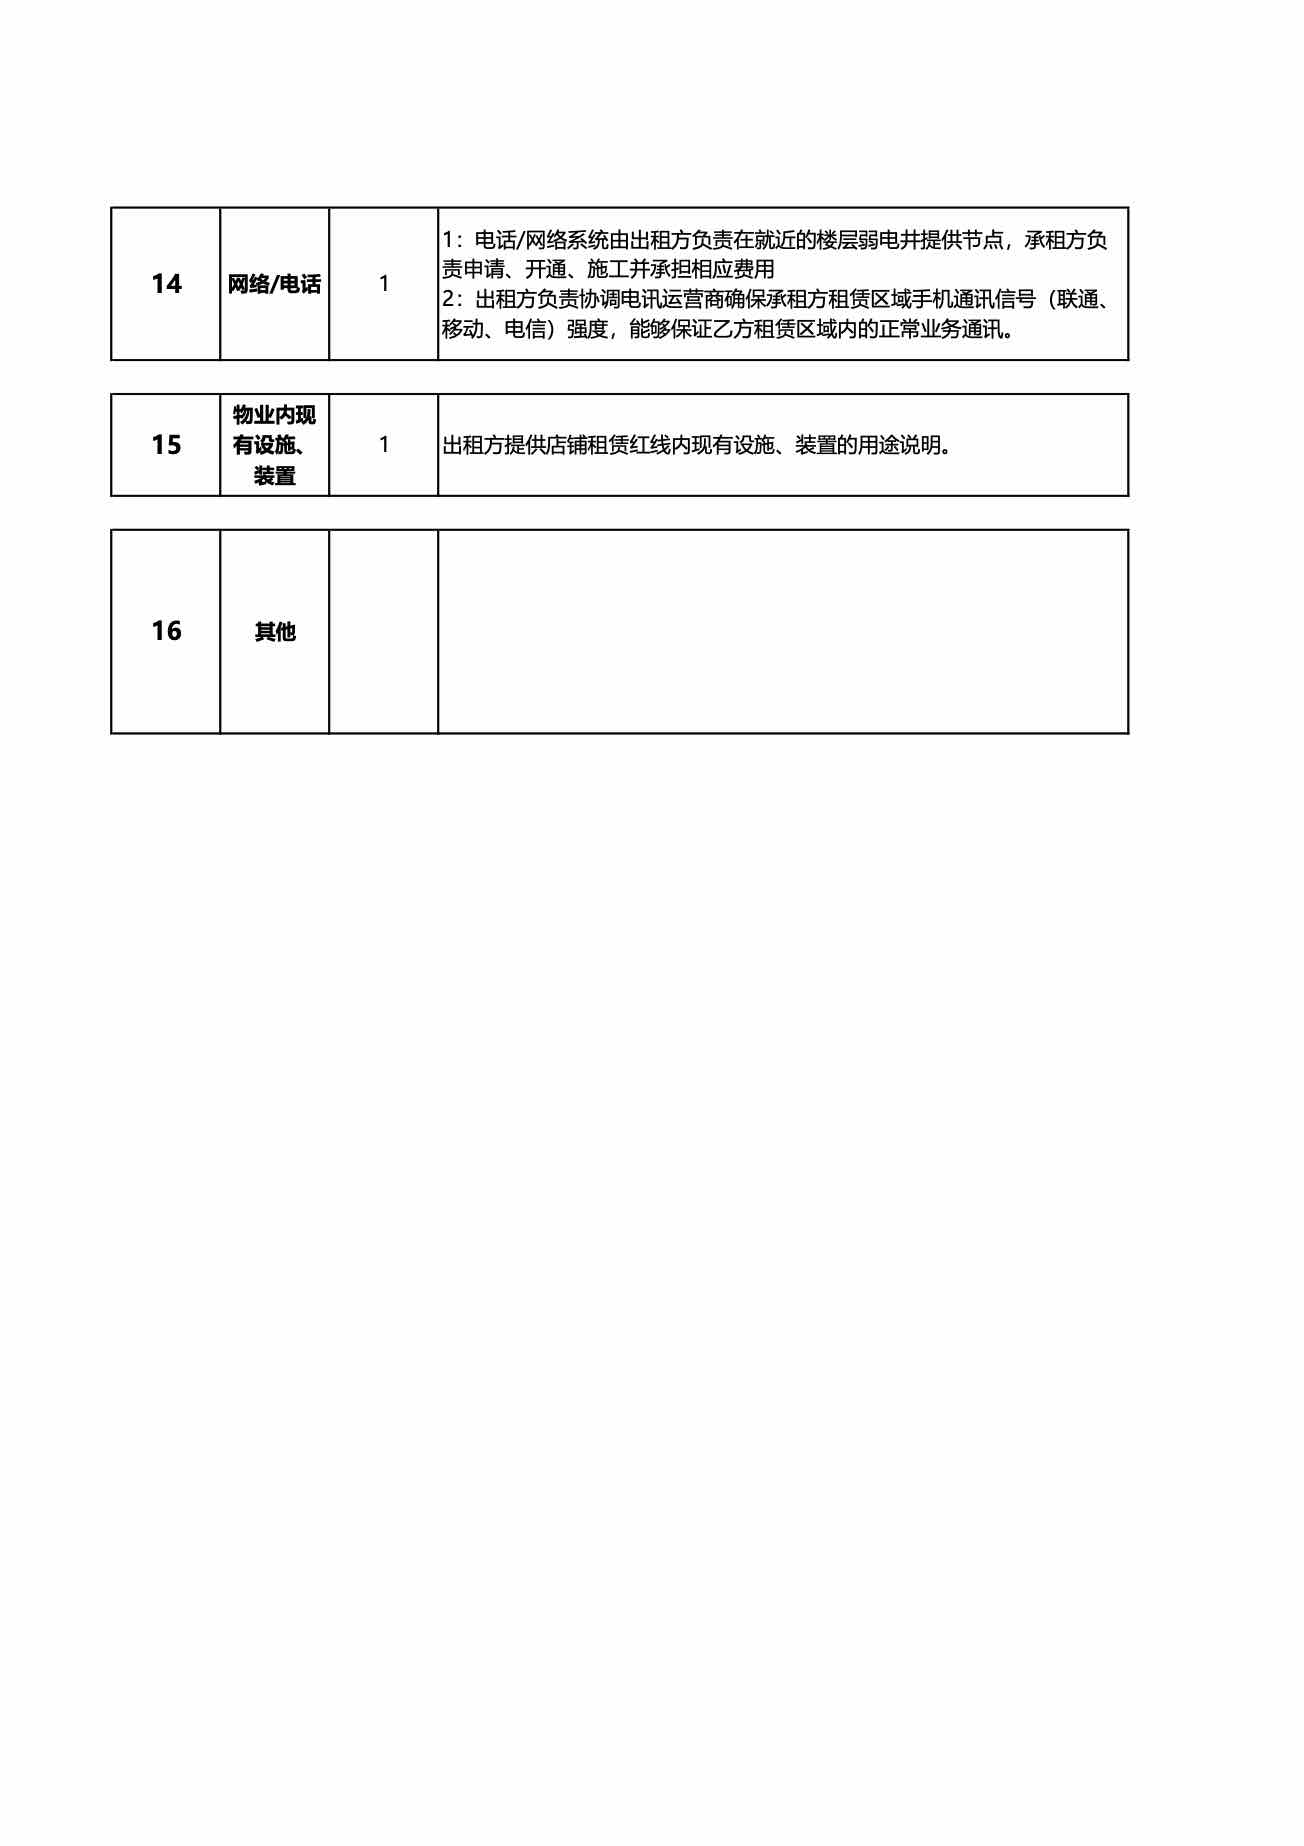 14
网络/电话
1
1：电话/网络系统由出租方负责在就近的楼层弱电井提供节点，承租方负
责申请、开通、施工并承担相应费用
2：出租方负责协调电讯运营商确保承租方租赁区域手机通讯信号（联通、
移动、电信）强度，能够保证乙方租赁区域内的正常业务通讯。
15
物业内现
有设施、
装置
1
出租方提供店铺租赁红线内现有设施、装置的用途说明。
16
其他